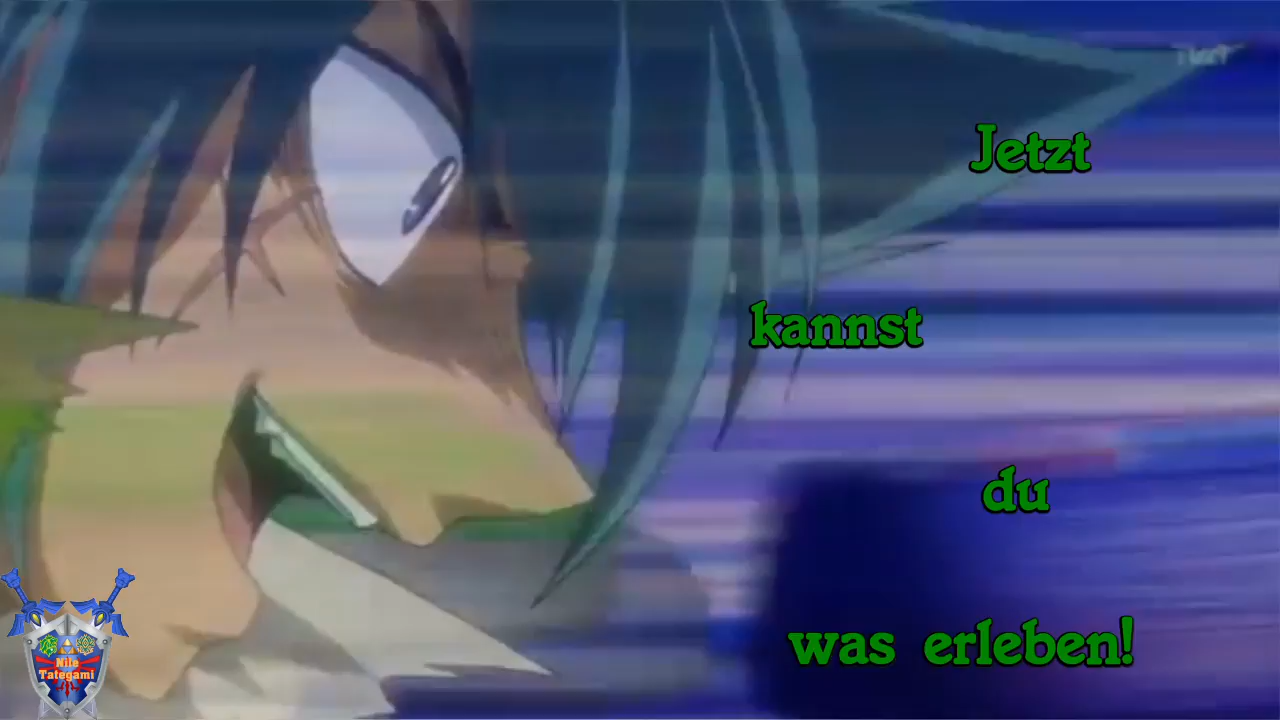 Jetzt
kannst
du
was erleben!
Nile
Tategami